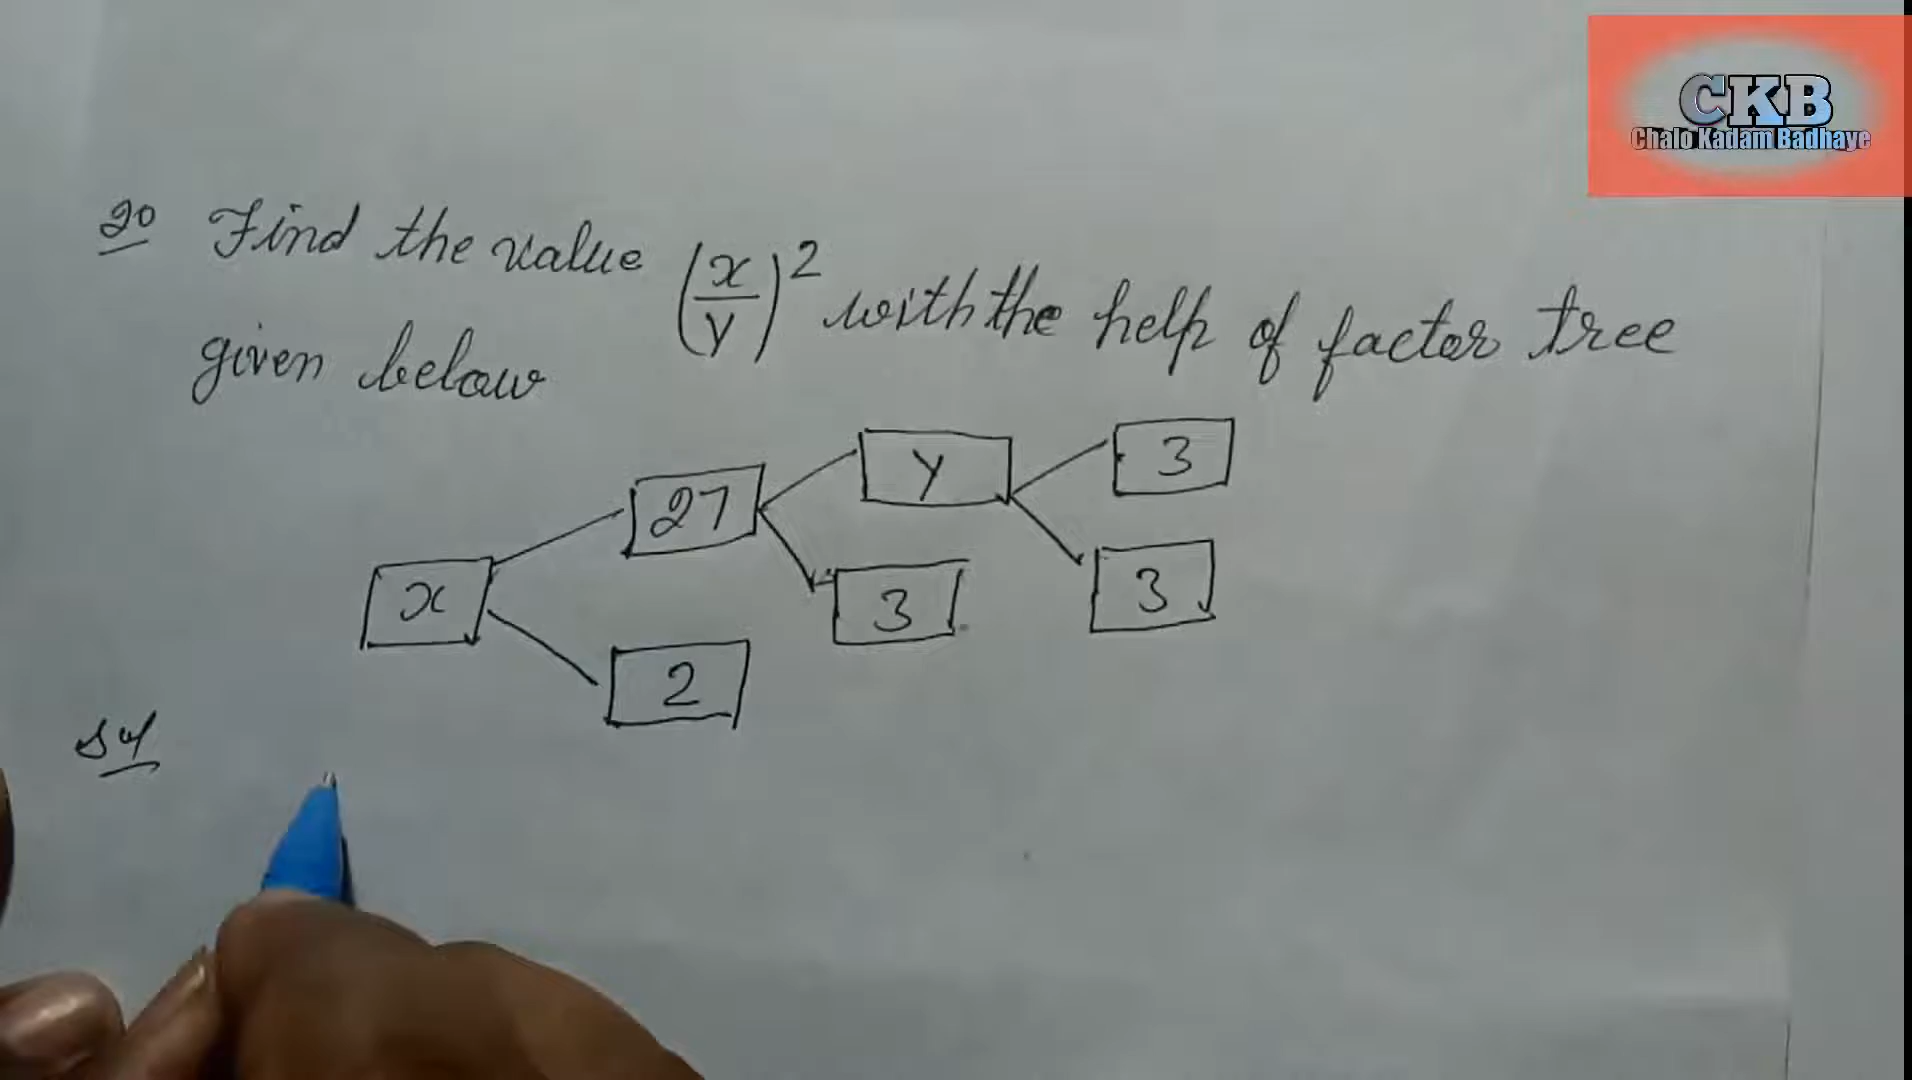 20 Find the value (x/y)² with the help of factor tree
given below
y 3
27
x 3 3
2
Sol
CKB
Chalo Kadam Badhaye